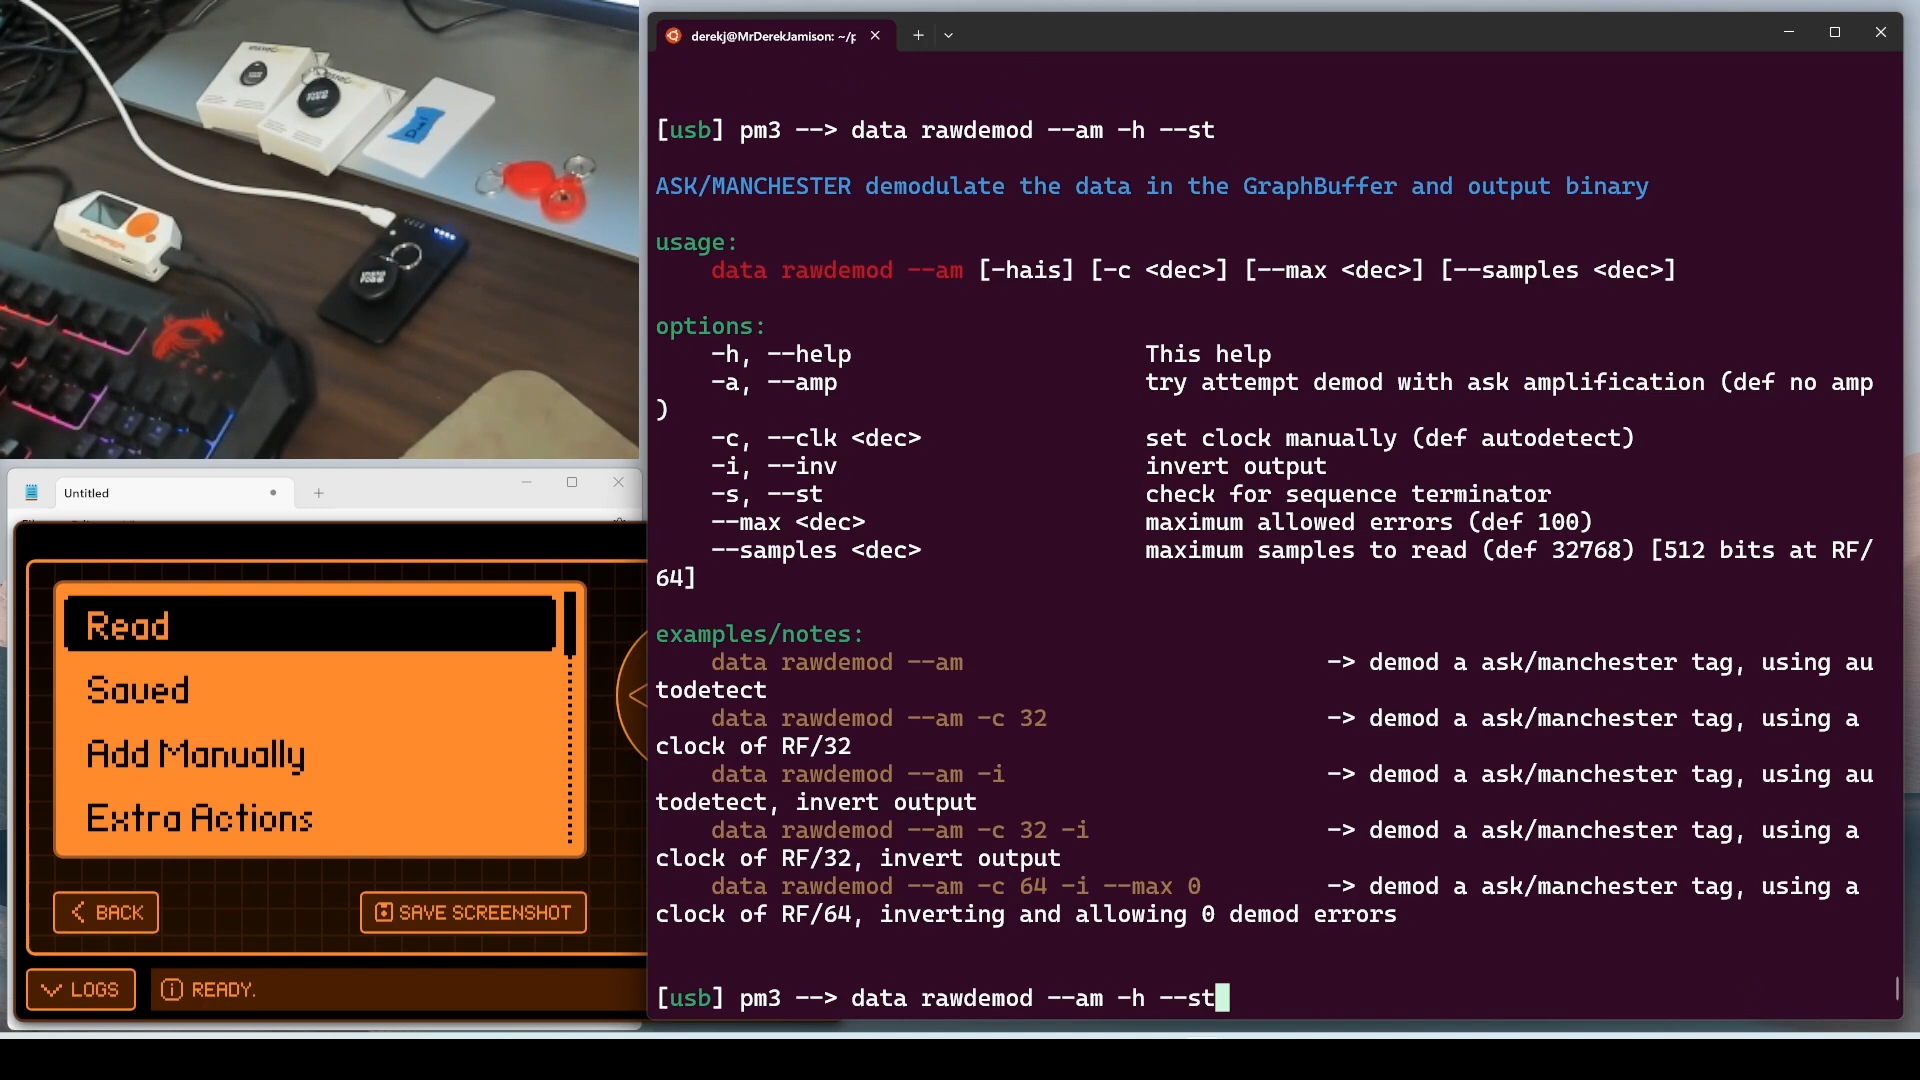 derekj@MrDerekJamison: ~/p
[usb] pm3 --> data rawdemod --am -h --st
ASK/MANCHESTER demodulate the data in the GraphBuffer and output binary
usage:
data rawdemod --am [-hais] [-c <dec>] [--max <dec>] [--samples <dec>]
options:
-h, --help This help
-a, --amp try attempt demod with ask amplification (def no amp
)
-c, --clk <dec> set clock manually (def autodetect)
-i, --inv invert output
-s, --st check for sequence terminator
--max <dec> maximum allowed errors (def 100)
--samples <dec> maximum samples to read (def 32768) [512 bits at RF/
64]
examples/notes:
data rawdemod --am -> demod a ask/manchester tag, using au
todetect
data rawdemod --am -c 32 -> demod a ask/manchester tag, using a
clock of RF/32
data rawdemod --am -i -> demod a ask/manchester tag, using au
todetect, invert output
data rawdemod --am -c 32 -i -> demod a ask/manchester tag, using a
clock of RF/32, invert output
data rawdemod --am -c 64 -i --max 0 -> demod a ask/manchester tag, using a
clock of RF/64, inverting and allowing 0 demod errors
[usb] pm3 --> data rawdemod --am -h --st
FLIPPER
Untitled
Read
Saved
Add Manually
Extra Actions
BACK
SAVE SCREENSHOT
LOGS
READY.